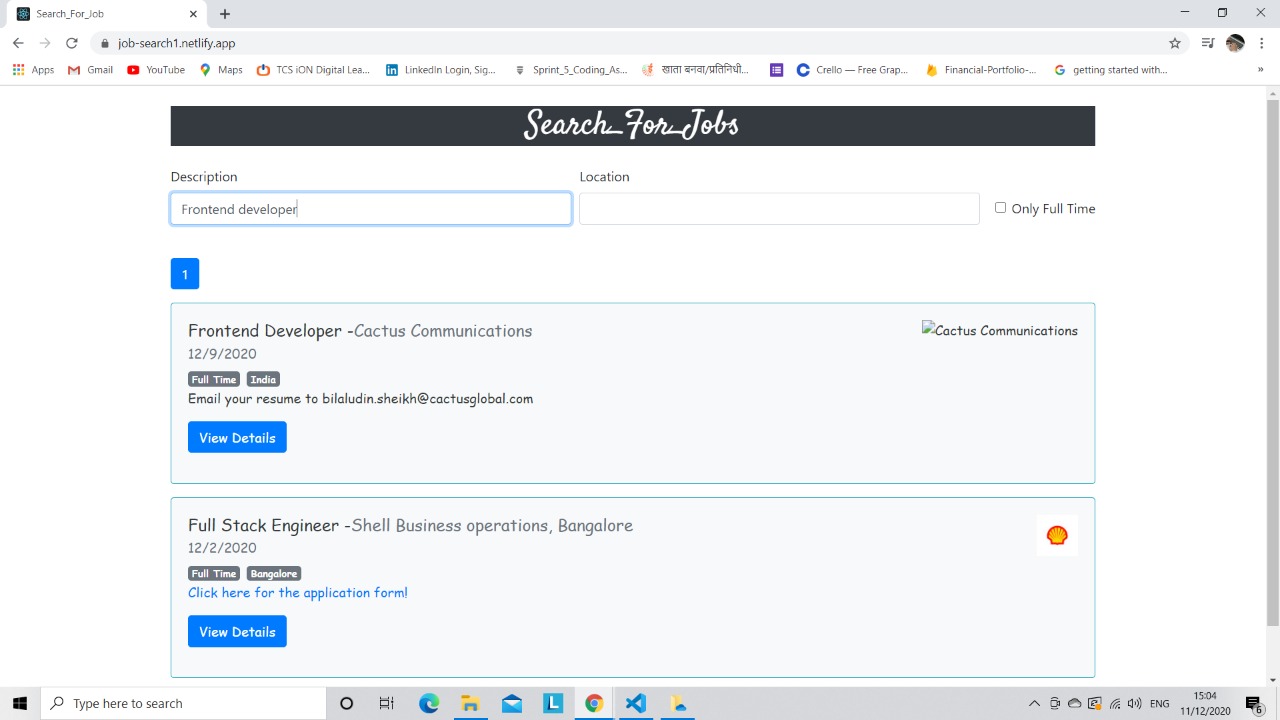 Search_For_Job
job-search1.netlify.app
Apps
Gmail
YouTube
Maps
TCS iON Digital Lea...
LinkedIn Login, Sig...
Sprint_5_Coding_As...
खाता बनवा/प्रतिनिधी...
Crello — Free Grap...
Financial-Portfolio-...
getting started with...
»
Search_For_Jobs
Description
Location
Frontend developer
Only Full Time
1
Frontend Developer -Cactus Communications
Cactus Communications
12/9/2020
Full Time India
Email your resume to bilaludin.sheikh@cactusglobal.com
View Details
Full Stack Engineer -Shell Business operations, Bangalore
12/2/2020
Full Time Bangalore
Click here for the application form!
View Details
Type here to search
ENG
15:04
11/12/2020
6